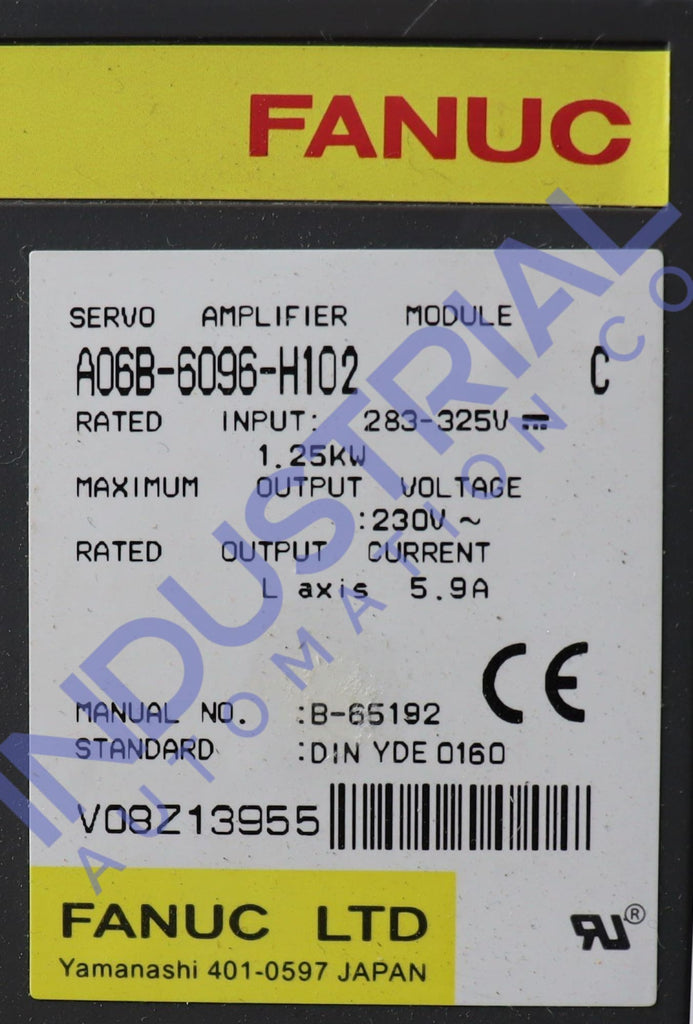 FANUC
SERVO AMPLIFIER MODULE
A06B-6096-H102 C
RATED INPUT: 283-325V ⎓
1.25KW
MAXIMUM OUTPUT VOLTAGE
:230V ~
RATED OUTPUT CURRENT
L axis 5.9A
CE
MANUAL NO. :B-65192
STANDARD :DIN YDE 0160
V08Z13955
FANUC LTD
Yamanashi 401-0597 JAPAN
RU®
INDUSTRIAL
AUTOMATION CO